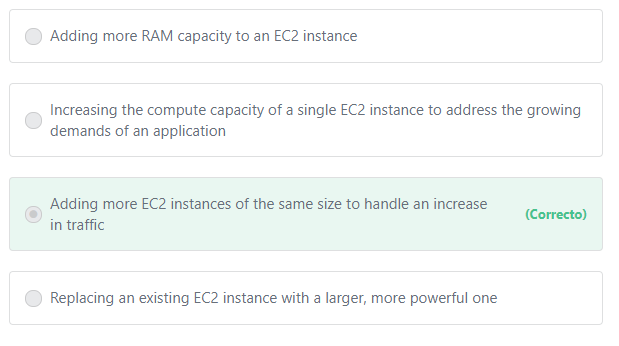 Adding more RAM capacity to an EC2 instance
Increasing the compute capacity of a single EC2 instance to address the growing
demands of an application
Adding more EC2 instances of the same size to handle an increase
in traffic
(Correcto)
Replacing an existing EC2 instance with a larger, more powerful one